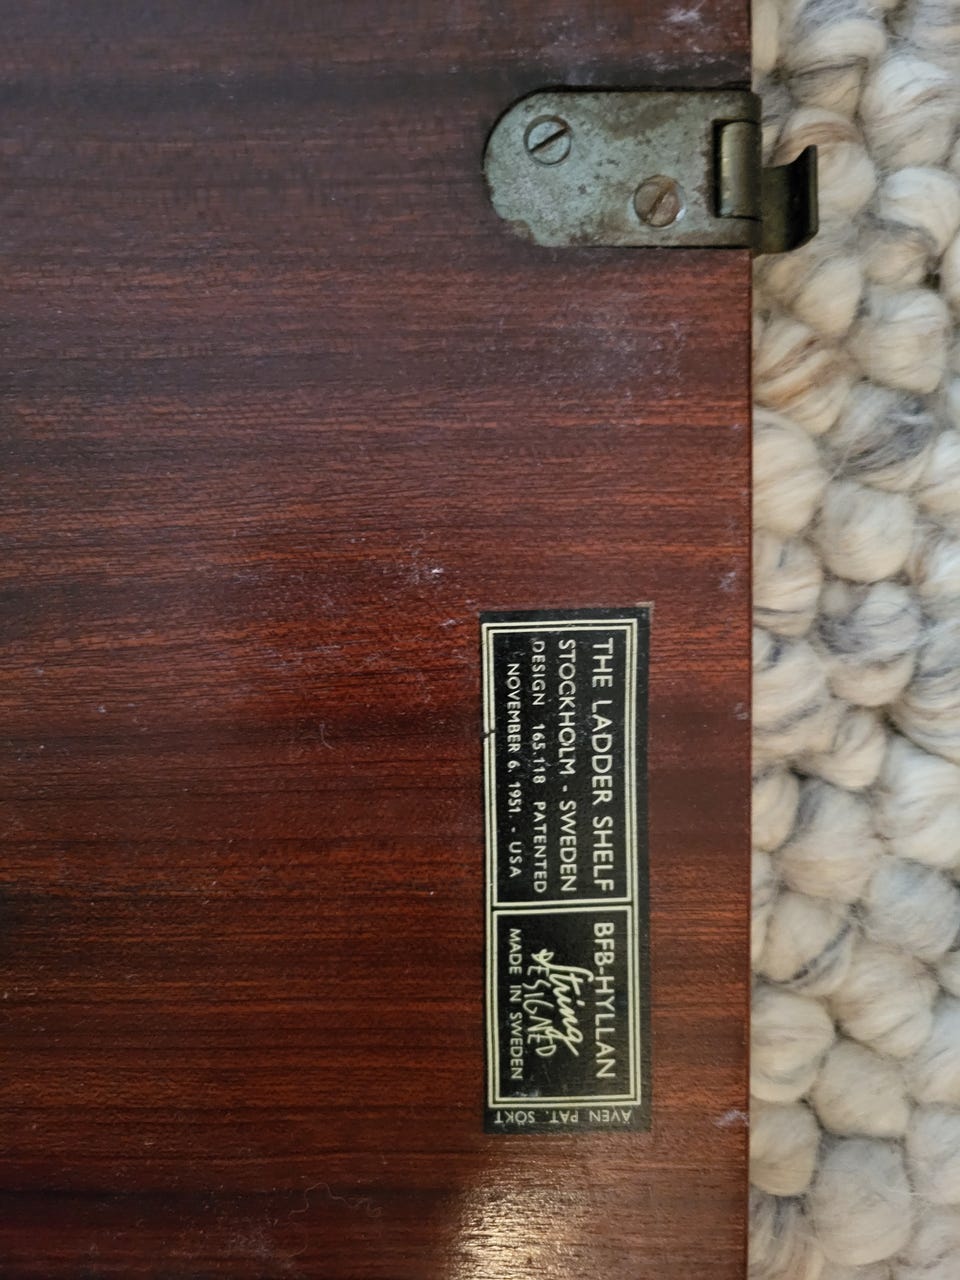 THE LADDER SHELF
STOCKHOLM - SWEDEN
DESIGN 165.118 PATENTED
NOVEMBER 6. 1951. - USA
BFB-HYLLAN
String
DESIGNED
MADE IN SWEDEN
ÄVEN PAT. SÖKT